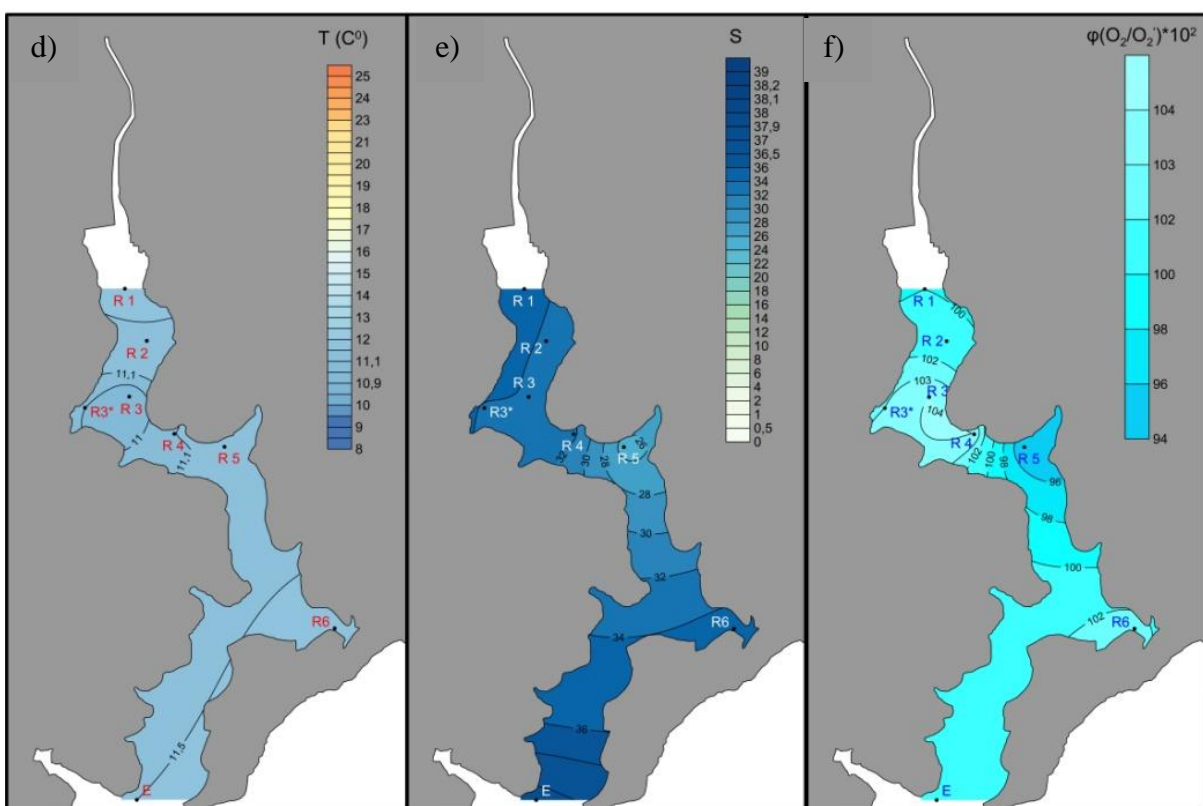 d)
T (C⁰)
25
24
23
22
21
20
19
18
17
16
15
14
13
12
11,1
10,9
10
9
8
R 1
R 2
11,1
R3*
R 3
11
R 4
11,1
R 5
R6
11,5
E
e)
S
39
38,2
38,1
38
37,9
37
36,5
36
34
32
30
28
26
24
22
20
18
16
14
12
10
8
6
4
2
1
0,5
0
R 1
R 2
R 3
R3*
R 4
32
30
28
R 5
26
28
30
32
R6
34
36
E
f)
φ(O₂/O₂')*10²
104
103
102
100
98
96
94
R 1
100
R 2
102
103
R 3
R3*
104
R 4
102
100
98
R 5
96
98
100
102
R6
E